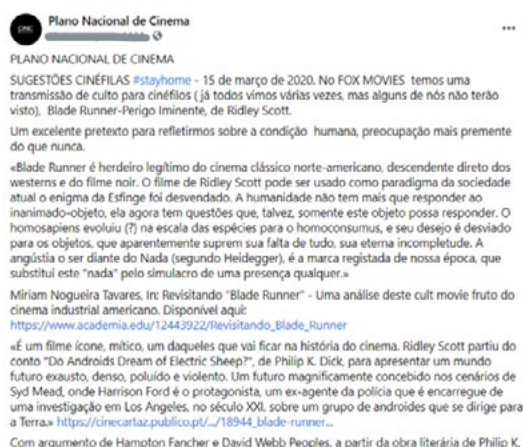 CINC
Plano Nacional de Cinema
PLANO NACIONAL DE CINEMA
SUGESTÕES CINÉFILAS #stayhome - 15 de março de 2020. No FOX MOVIES temos uma
transmissão de culto para cinéfilos ( já todos vimos várias vezes, mas alguns de nós não terão
visto), Blade Runner-Perigo Iminente, de Ridley Scott.
Um excelente pretexto para refletirmos sobre a condição humana, preocupação mais premente
do que nunca.
«Blade Runner é herdeiro legítimo do cinema clássico norte-americano, descendente direto dos
westerns e do filme noir. O filme de Ridley Scott pode ser usado como paradigma da sociedade
atual o enigma da Esfinge foi desvendado. A humanidade não tem mais que responder ao
inanimado-objeto, ela agora tem questões que, talvez, somente este objeto possa responder. O
homosapiens evoluiu (?) na escala das espécies para o homoconsumus, e seu desejo é desviado
para os objetos, que aparentemente suprem sua falta de tudo, sua eterna incompletude. A
angústia o ser diante do Nada (segundo Heidegger), é a marca registada de nossa época, que
substitui este "nada" pelo simulacro de uma presença qualquer.»
Miriam Nogueira Tavares, In: Revisitando "Blade Runner" - Uma análise deste cult movie fruto do
cinema industrial americano. Disponível aqui:
https://www.academia.edu/12443922/Revisitando_Blade_Runner
«É um filme ícone, mítico, um daqueles que vai ficar na história do cinema. Ridley Scott partiu do
conto "Do Androids Dream of Electric Sheep?", de Philip K. Dick, para apresentar um mundo
futuro exausto, denso, poluído e violento. Um futuro magnificamente concebido nos cenários de
Syd Mead, onde Harrison Ford é o protagonista, um ex-agente da polícia que é encarregue de
uma investigação em Los Angeles, no século XXI, sobre um grupo de androides que se dirige para
a Terra.» https://cinecartaz.publico.pt/.../18944_blade-runner...
Com argumento de Hampton Fancher e David Webb Peoples, a partir da obra literária de Philip K.